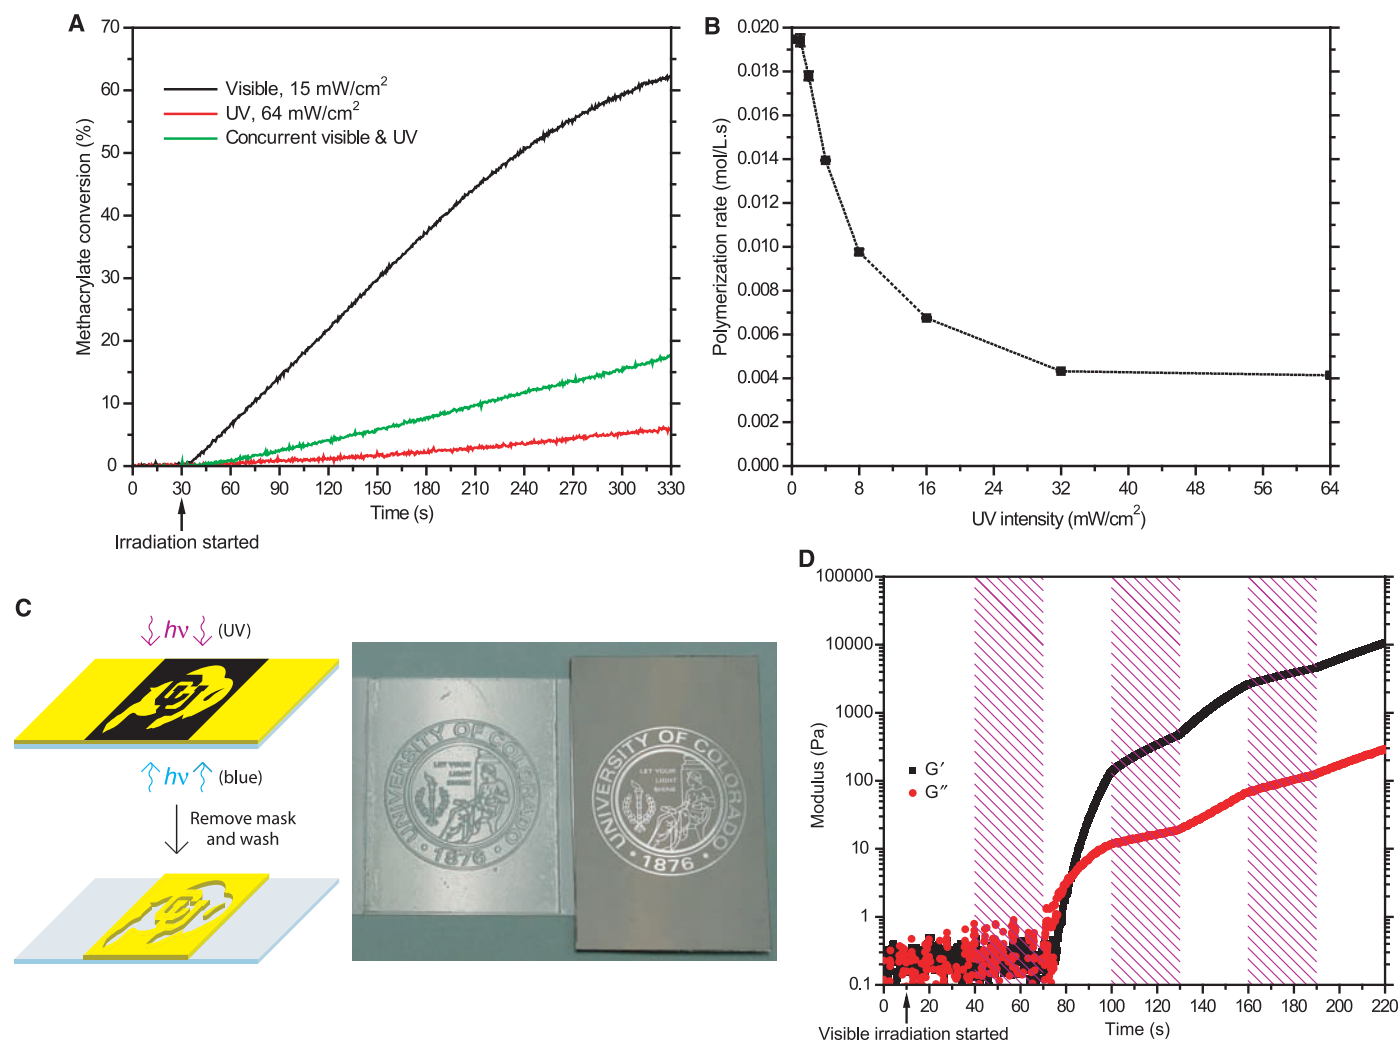 A
70
60
50
40
30
20
10
0
Methacrylate conversion (%)
Visible, 15 mW/cm²
UV, 64 mW/cm²
Concurrent visible & UV
0 30 60 90 120 150 180 210 240 270 300 330
Time (s)
Irradiation started
B
0.020
0.018
0.016
0.014
0.012
0.010
0.008
0.006
0.004
0.002
0.000
Polymerization rate (mol/L.s)
0 8 16 24 32 40 48 56 64
UV intensity (mW/cm²)
C
hν (UV)
CU
hν (blue)
Remove mask
and wash
CU
UNIVERSITY OF COLORADO
LET YOUR
LIGHT
SHINE
· 1876 ·
UNIVERSITY OF COLORADO
LET YOUR
LIGHT
SHINE
· 1876 ·
D
100000
10000
1000
100
10
1
0.1
Modulus (Pa)
G′
G″
0 20 40 60 80 100 120 140 160 180 200 220
Time (s)
Visible irradiation started